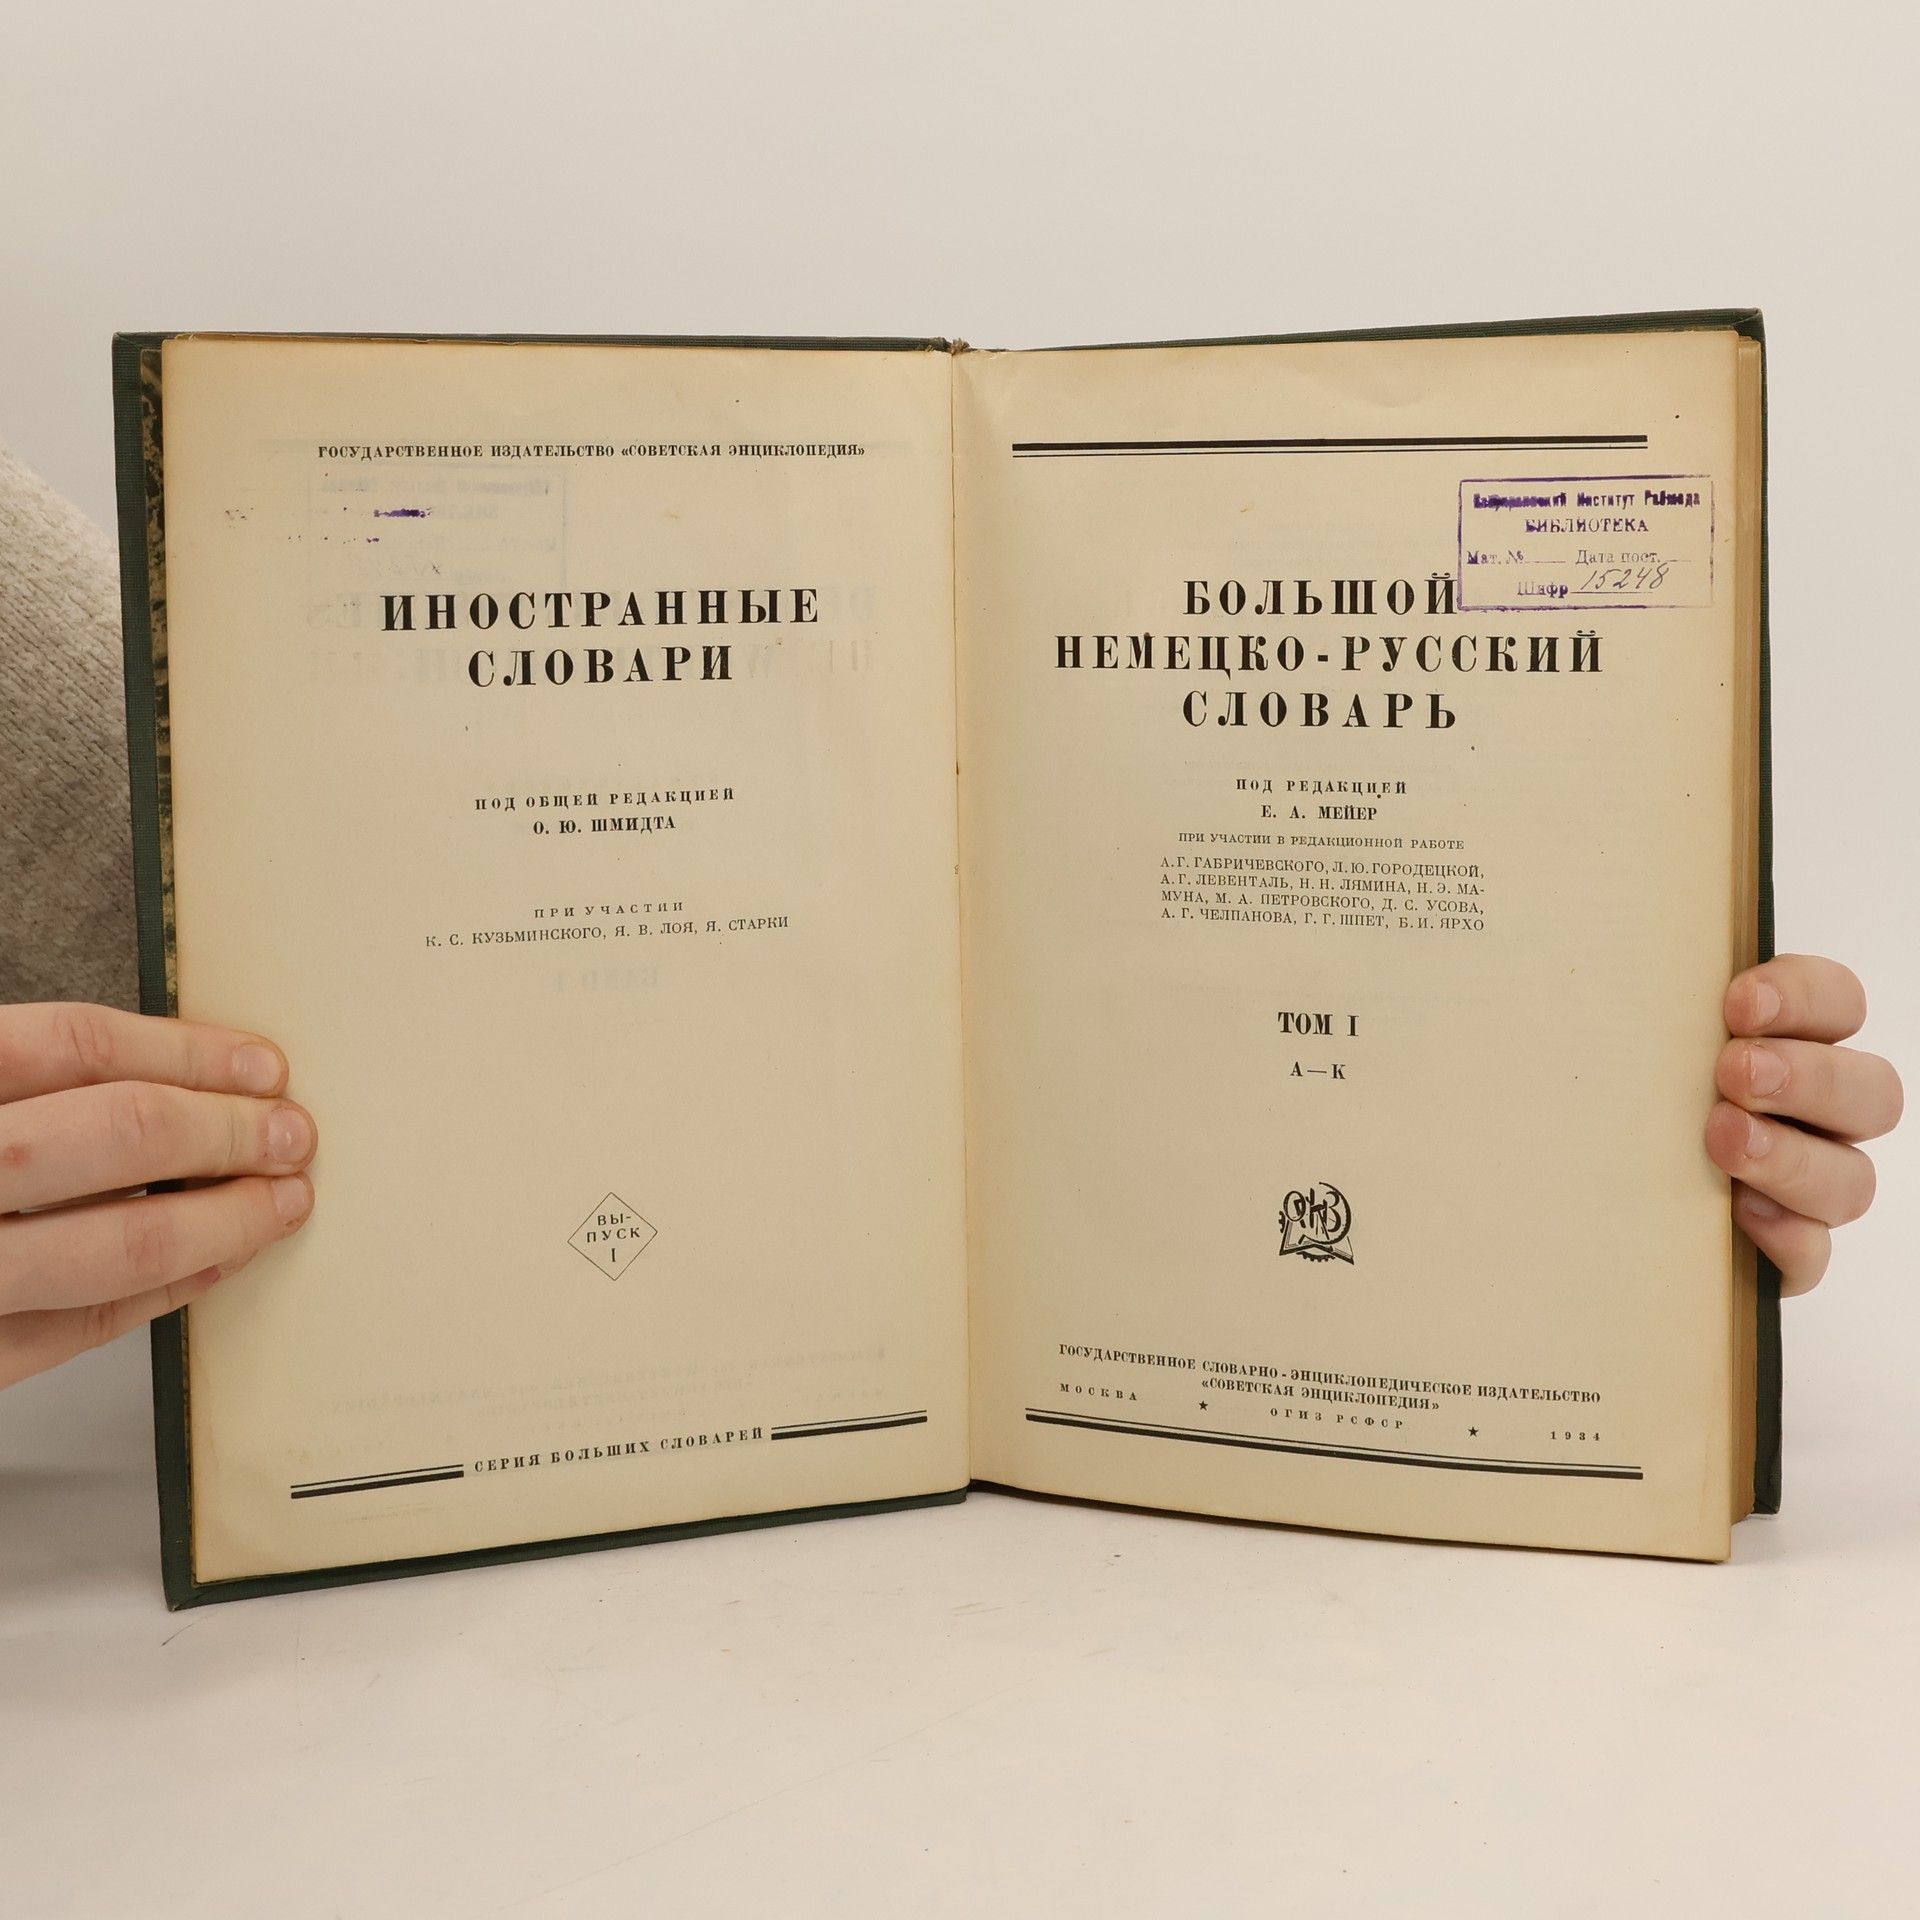 ГОСУДАРСТВЕННОЕ ИЗДАТЕЛЬСТВО «СОВЕТСКАЯ ЭНЦИКЛОПЕДИЯ»
ИНОСТРАННЫЕ
СЛОВАРИ
ПОД ОБЩЕЙ РЕДАКЦИЕЙ
О. Ю. ШМИДТА
ПРИ УЧАСТИИ
К. С. КУЗЬМИНСКОГО, Я. В. ЛОЯ, Я. СТАРКИ
ВЫ-
ПУСК
I
СЕРИЯ БОЛЬШИХ СЛОВАРЕЙ
Институт
БИБЛИОТЕКА
Мат. № Дата пост.
Шифр 15248
БОЛЬШОЙ
НЕМЕЦКО-РУССКИЙ
СЛОВАРЬ
ПОД РЕДАКЦИЕЙ
Е. А. МЕЙЕР
ПРИ УЧАСТИИ В РЕДАКЦИОННОЙ РАБОТЕ
А. Г. ГАБРИЧЕВСКОГО, Л. Ю. ГОРОДЕЦКОЙ,
А. Г. ЛЕВЕНТАЛЬ, Н. Н. ЛЯМИНА, Н. Э. МА-
МУНА, М. А. ПЕТРОВСКОГО, Д. С. УСОВА,
А. Г. ЧЕЛПАНОВА, Г. Г. ШПЕТ, Б. И. ЯРХО
ТОМ I
А—К
ГОСУДАРСТВЕННОЕ СЛОВАРНО-ЭНЦИКЛОПЕДИЧЕСКОЕ ИЗДАТЕЛЬСТВО
«СОВЕТСКАЯ ЭНЦИКЛОПЕДИЯ»
МОСКВА ★ ОГИЗ РСФСР ★ 1934